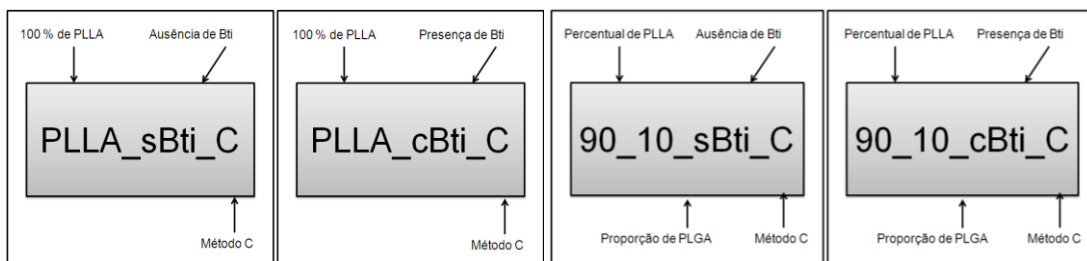 100 % de PLLA
Ausência de Bti
PLLA_sBti_C
Método C
100 % de PLLA
Presença de Bti
PLLA_cBti_C
Método C
Percentual de PLLA
Ausência de Bti
90_10_sBti_C
Proporção de PLGA
Método C
Percentual de PLLA
Presença de Bti
90_10_cBti_C
Proporção de PLGA
Método C